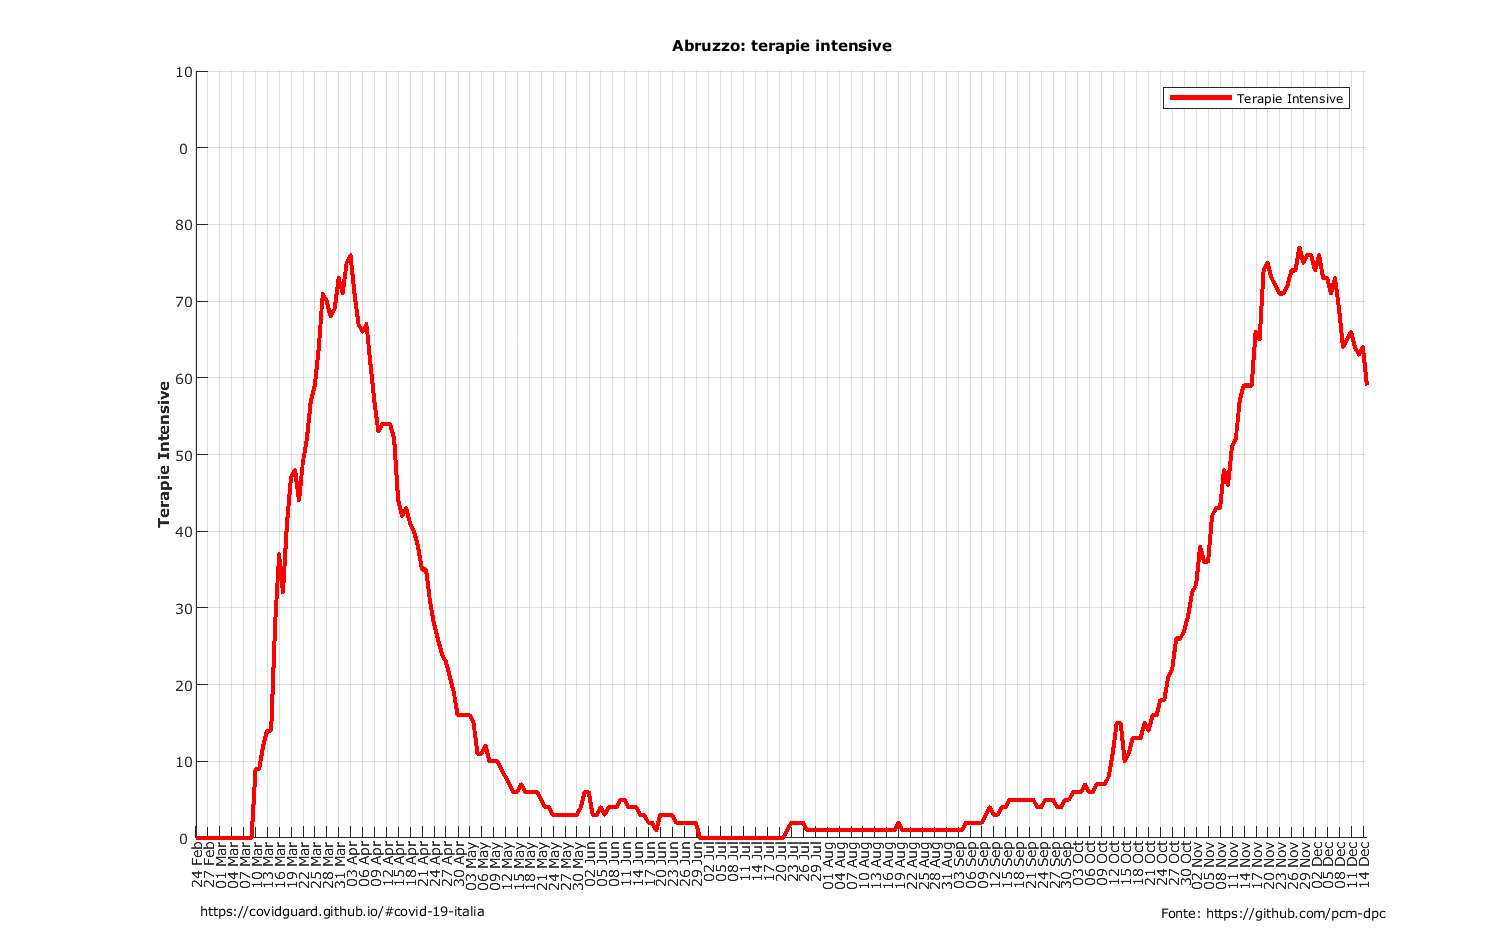 Abruzzo: terapie intensive
Terapie Intensive
10
0
80
70
60
50
40
30
20
10
0
Terapie Intensive
24 Feb
27 Feb
01 Mar
04 Mar
07 Mar
10 Mar
13 Mar
16 Mar
19 Mar
22 Mar
25 Mar
28 Mar
31 Mar
03 Apr
06 Apr
09 Apr
12 Apr
15 Apr
18 Apr
21 Apr
24 Apr
27 Apr
30 Apr
03 May
06 May
09 May
12 May
15 May
18 May
21 May
24 May
27 May
30 May
02 Jun
05 Jun
08 Jun
11 Jun
14 Jun
17 Jun
20 Jun
23 Jun
26 Jun
29 Jun
02 Jul
05 Jul
08 Jul
11 Jul
14 Jul
17 Jul
20 Jul
23 Jul
26 Jul
29 Jul
01 Aug
04 Aug
07 Aug
10 Aug
13 Aug
16 Aug
19 Aug
22 Aug
25 Aug
28 Aug
31 Aug
03 Sep
06 Sep
09 Sep
12 Sep
15 Sep
18 Sep
21 Sep
24 Sep
27 Sep
30 Sep
03 Oct
06 Oct
09 Oct
12 Oct
15 Oct
18 Oct
21 Oct
24 Oct
27 Oct
30 Oct
02 Nov
05 Nov
08 Nov
11 Nov
14 Nov
17 Nov
20 Nov
23 Nov
26 Nov
29 Nov
02 Dec
05 Dec
08 Dec
11 Dec
14 Dec
https://covidguard.github.io/#covid-19-italia
Fonte: https://github.com/pcm-dpc